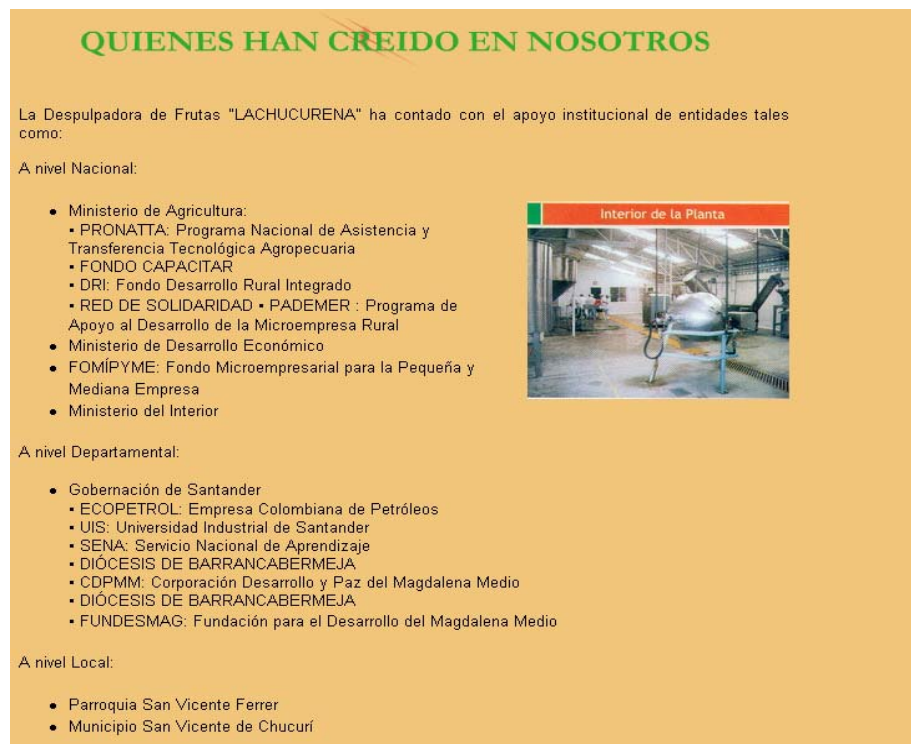 QUIENES HAN CREIDO EN NOSOTROS
La Despulpadora de Frutas "LACHUCURENA" ha contado con el apoyo institucional de entidades tales
como:
A nivel Nacional:
• Ministerio de Agricultura:
▪ PRONATTA: Programa Nacional de Asistencia y
Transferencia Tecnológica Agropecuaria
▪ FONDO CAPACITAR
▪ DRI: Fondo Desarrollo Rural Integrado
▪ RED DE SOLIDARIDAD ▪ PADEMER : Programa de
Apoyo al Desarrollo de la Microempresa Rural
• Ministerio de Desarrollo Económico
• FOMÍPYME: Fondo Microempresarial para la Pequeña y
Mediana Empresa
• Ministerio del Interior
Interior de la Planta
A nivel Departamental:
• Gobernación de Santander
▪ ECOPETROL: Empresa Colombiana de Petróleos
▪ UIS: Universidad Industrial de Santander
▪ SENA: Servicio Nacional de Aprendizaje
▪ DIÓCESIS DE BARRANCABERMEJA
▪ CDPMM: Corporación Desarrollo y Paz del Magdalena Medio
▪ DIÓCESIS DE BARRANCABERMEJA
▪ FUNDESMAG: Fundación para el Desarrollo del Magdalena Medio
A nivel Local:
• Parroquia San Vicente Ferrer
• Municipio San Vicente de Chucurí